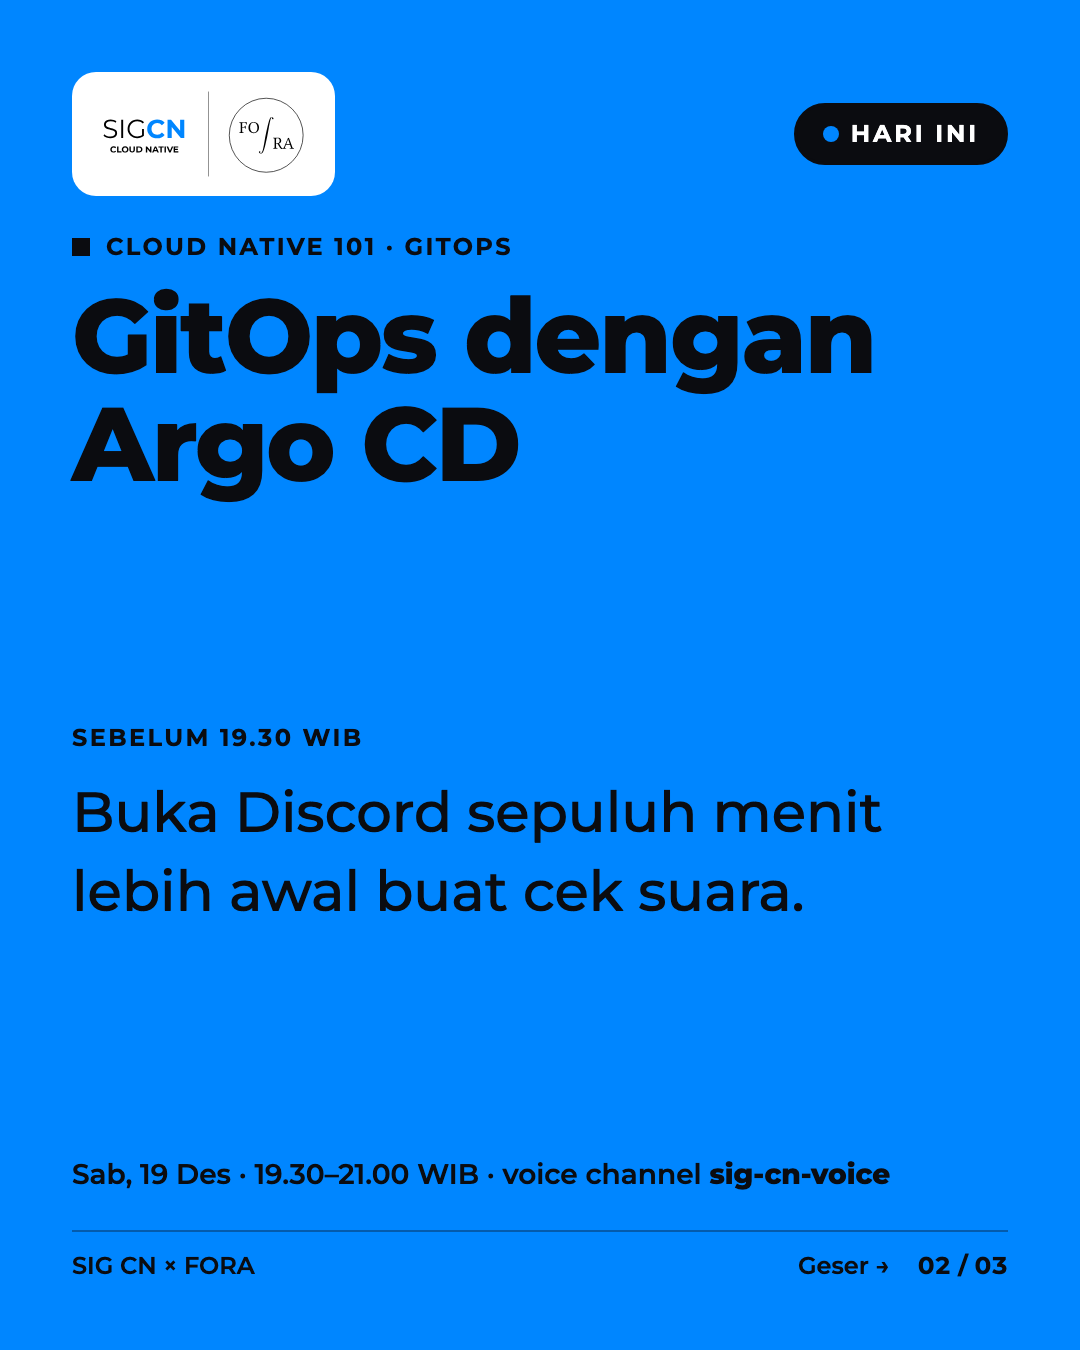 SIGCN
CLOUD NATIVE
FO
RA
HARI INI
CLOUD NATIVE 101 · GITOPS
GitOps dengan
Argo CD
SEBELUM 19.30 WIB
Buka Discord sepuluh menit
lebih awal buat cek suara.
Sab, 19 Des · 19.30–21.00 WIB · voice channel sig-cn-voice
SIG CN × FORA
Geser → 02 / 03